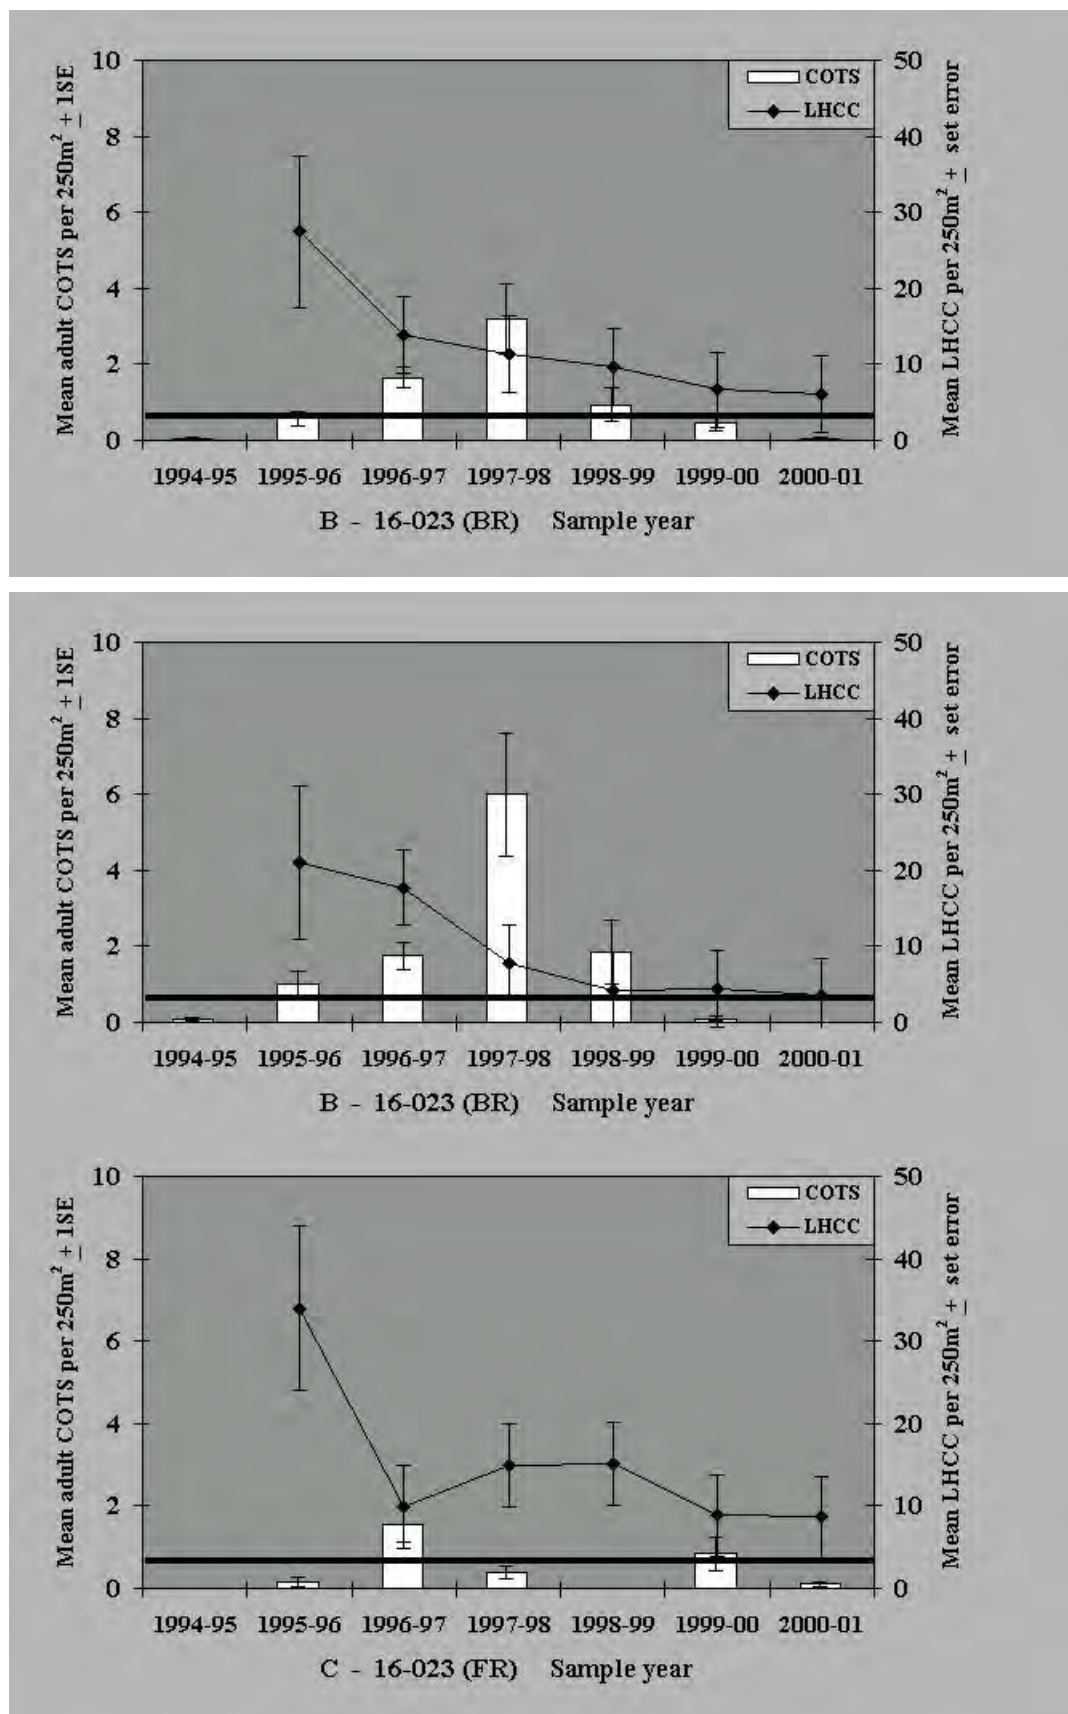 Mean adult COTS per 250m² ± 1SE
10
8
6
4
2
0
COTS
LHCC
50
40
30
20
10
0
Mean LHCC per 250m² ± set error
1994-95 1995-96 1996-97 1997-98 1998-99 1999-00 2000-01
B - 16-023 (BR) Sample year
Mean adult COTS per 250m² ± 1SE
10
8
6
4
2
0
COTS
LHCC
50
40
30
20
10
0
Mean LHCC per 250m² ± set error
1994-95 1995-96 1996-97 1997-98 1998-99 1999-00 2000-01
B - 16-023 (BR) Sample year
Mean adult COTS per 250m² ± 1SE
10
8
6
4
2
0
COTS
LHCC
50
40
30
20
10
0
Mean LHCC per 250m² ± set error
1994-95 1995-96 1996-97 1997-98 1998-99 1999-00 2000-01
C - 16-023 (FR) Sample year